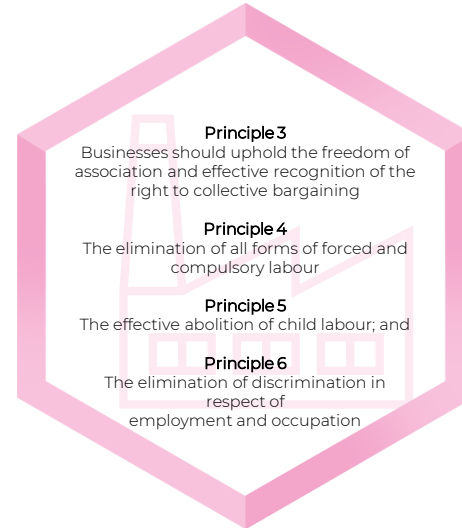 Principle 3
Businesses should uphold the freedom of
association and effective recognition of the
right to collective bargaining
Principle 4
The elimination of all forms of forced and
compulsory labour
Principle 5
The effective abolition of child labour; and
Principle 6
The elimination of discrimination in
respect of
employment and occupation